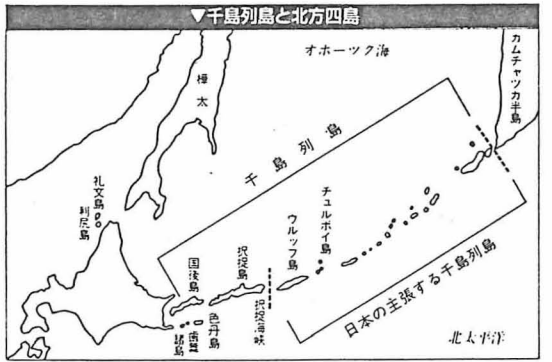 ▼千島列島と北方四島
オホーツク海
カムチャツカ半島
樺太
千島列島
礼文島
利尻島
チュルポイ島
ウルップ島
択捉島
国後島
択捉海峡
色丹島
歯舞
諸島
日本の主張する千島列島
北太平洋